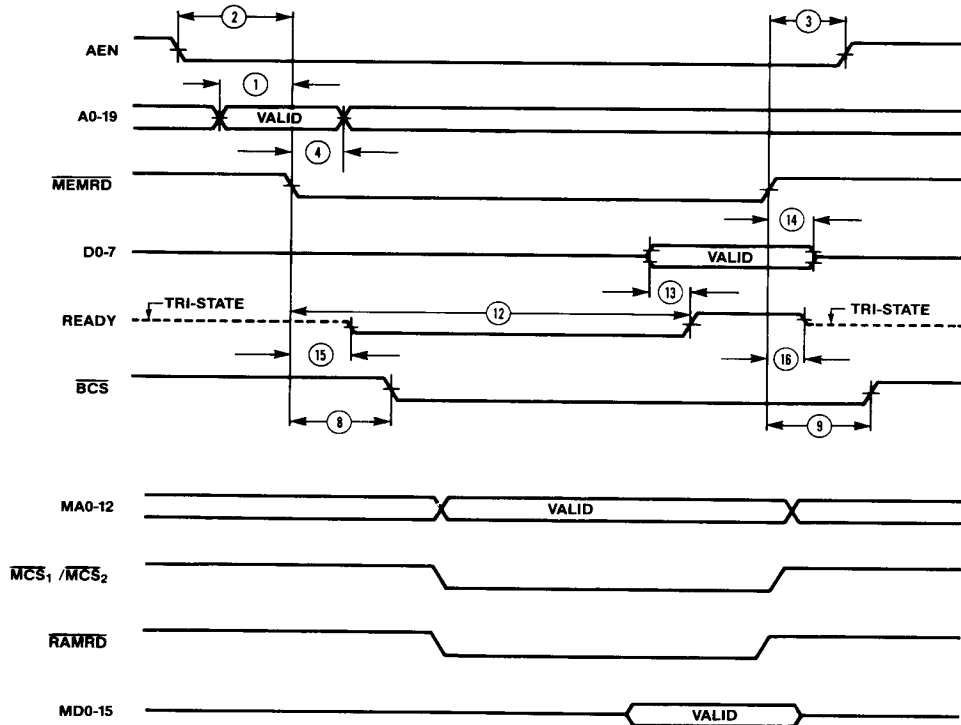 2
3
AEN
1
A0-19
VALID
4
MEMRD
14
D0-7
VALID
13
TRI-STATE
12
TRI-STATE
READY
15
16
BCS
8
9
MA0-12
VALID
MCS₁ /MCS₂
RAMRD
MD0-15
VALID